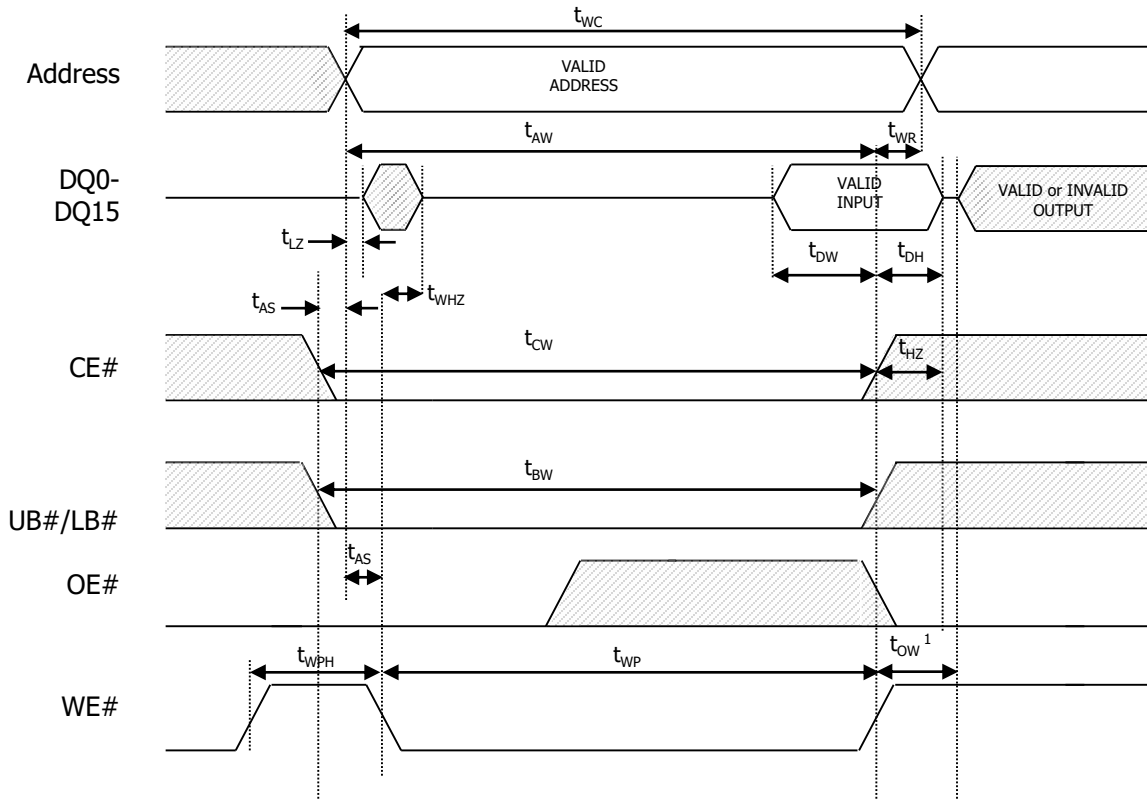 tWC
Address
VALID
ADDRESS
tAW
tWR
DQ0-
DQ15
VALID
INPUT
VALID or INVALID
OUTPUT
tLZ
tDW
tDH
tAS
tWHZ
tCW
tHZ
CE#
tBW
UB#/LB#
tAS
OE#
tWPH
tWP
tOW 1
WE#